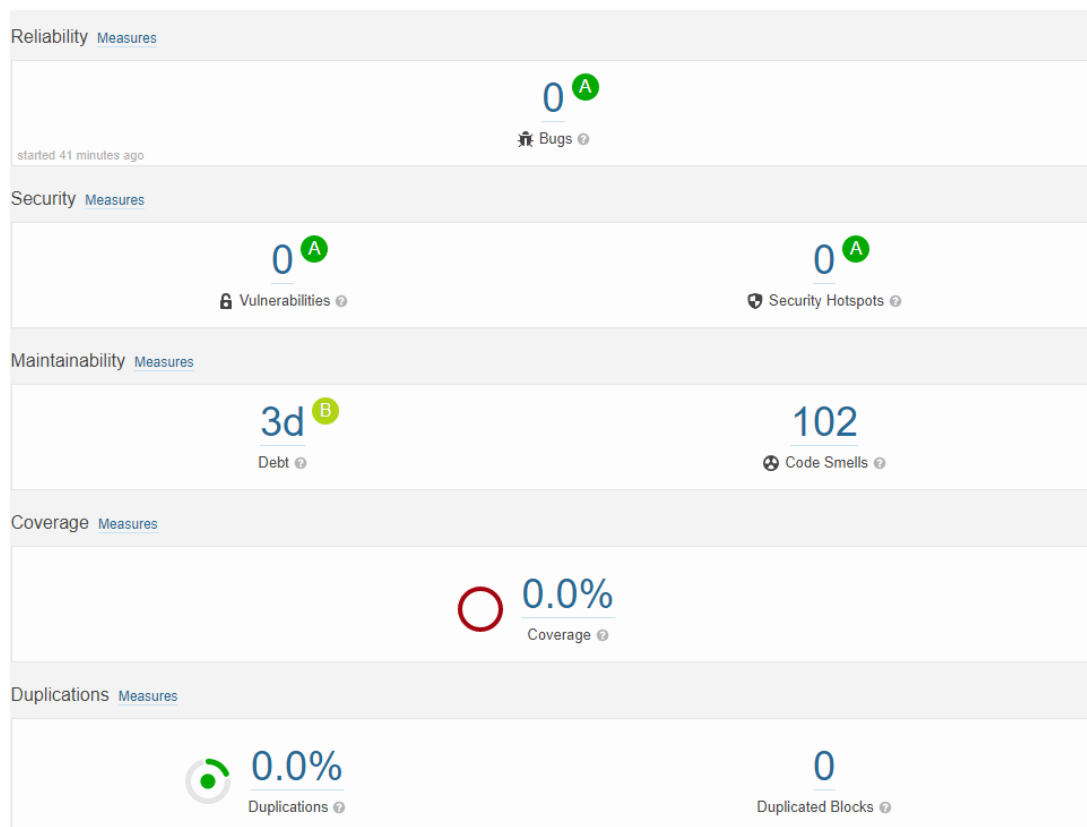 Reliability Measures
0 A
Bugs ?
started 41 minutes ago
Security Measures
0 A 0 A
Vulnerabilities ? Security Hotspots ?
Maintainability Measures
3d B 102
Debt ? Code Smells ?
Coverage Measures
0.0%
Coverage ?
Duplications Measures
0.0% 0
Duplications ? Duplicated Blocks ?